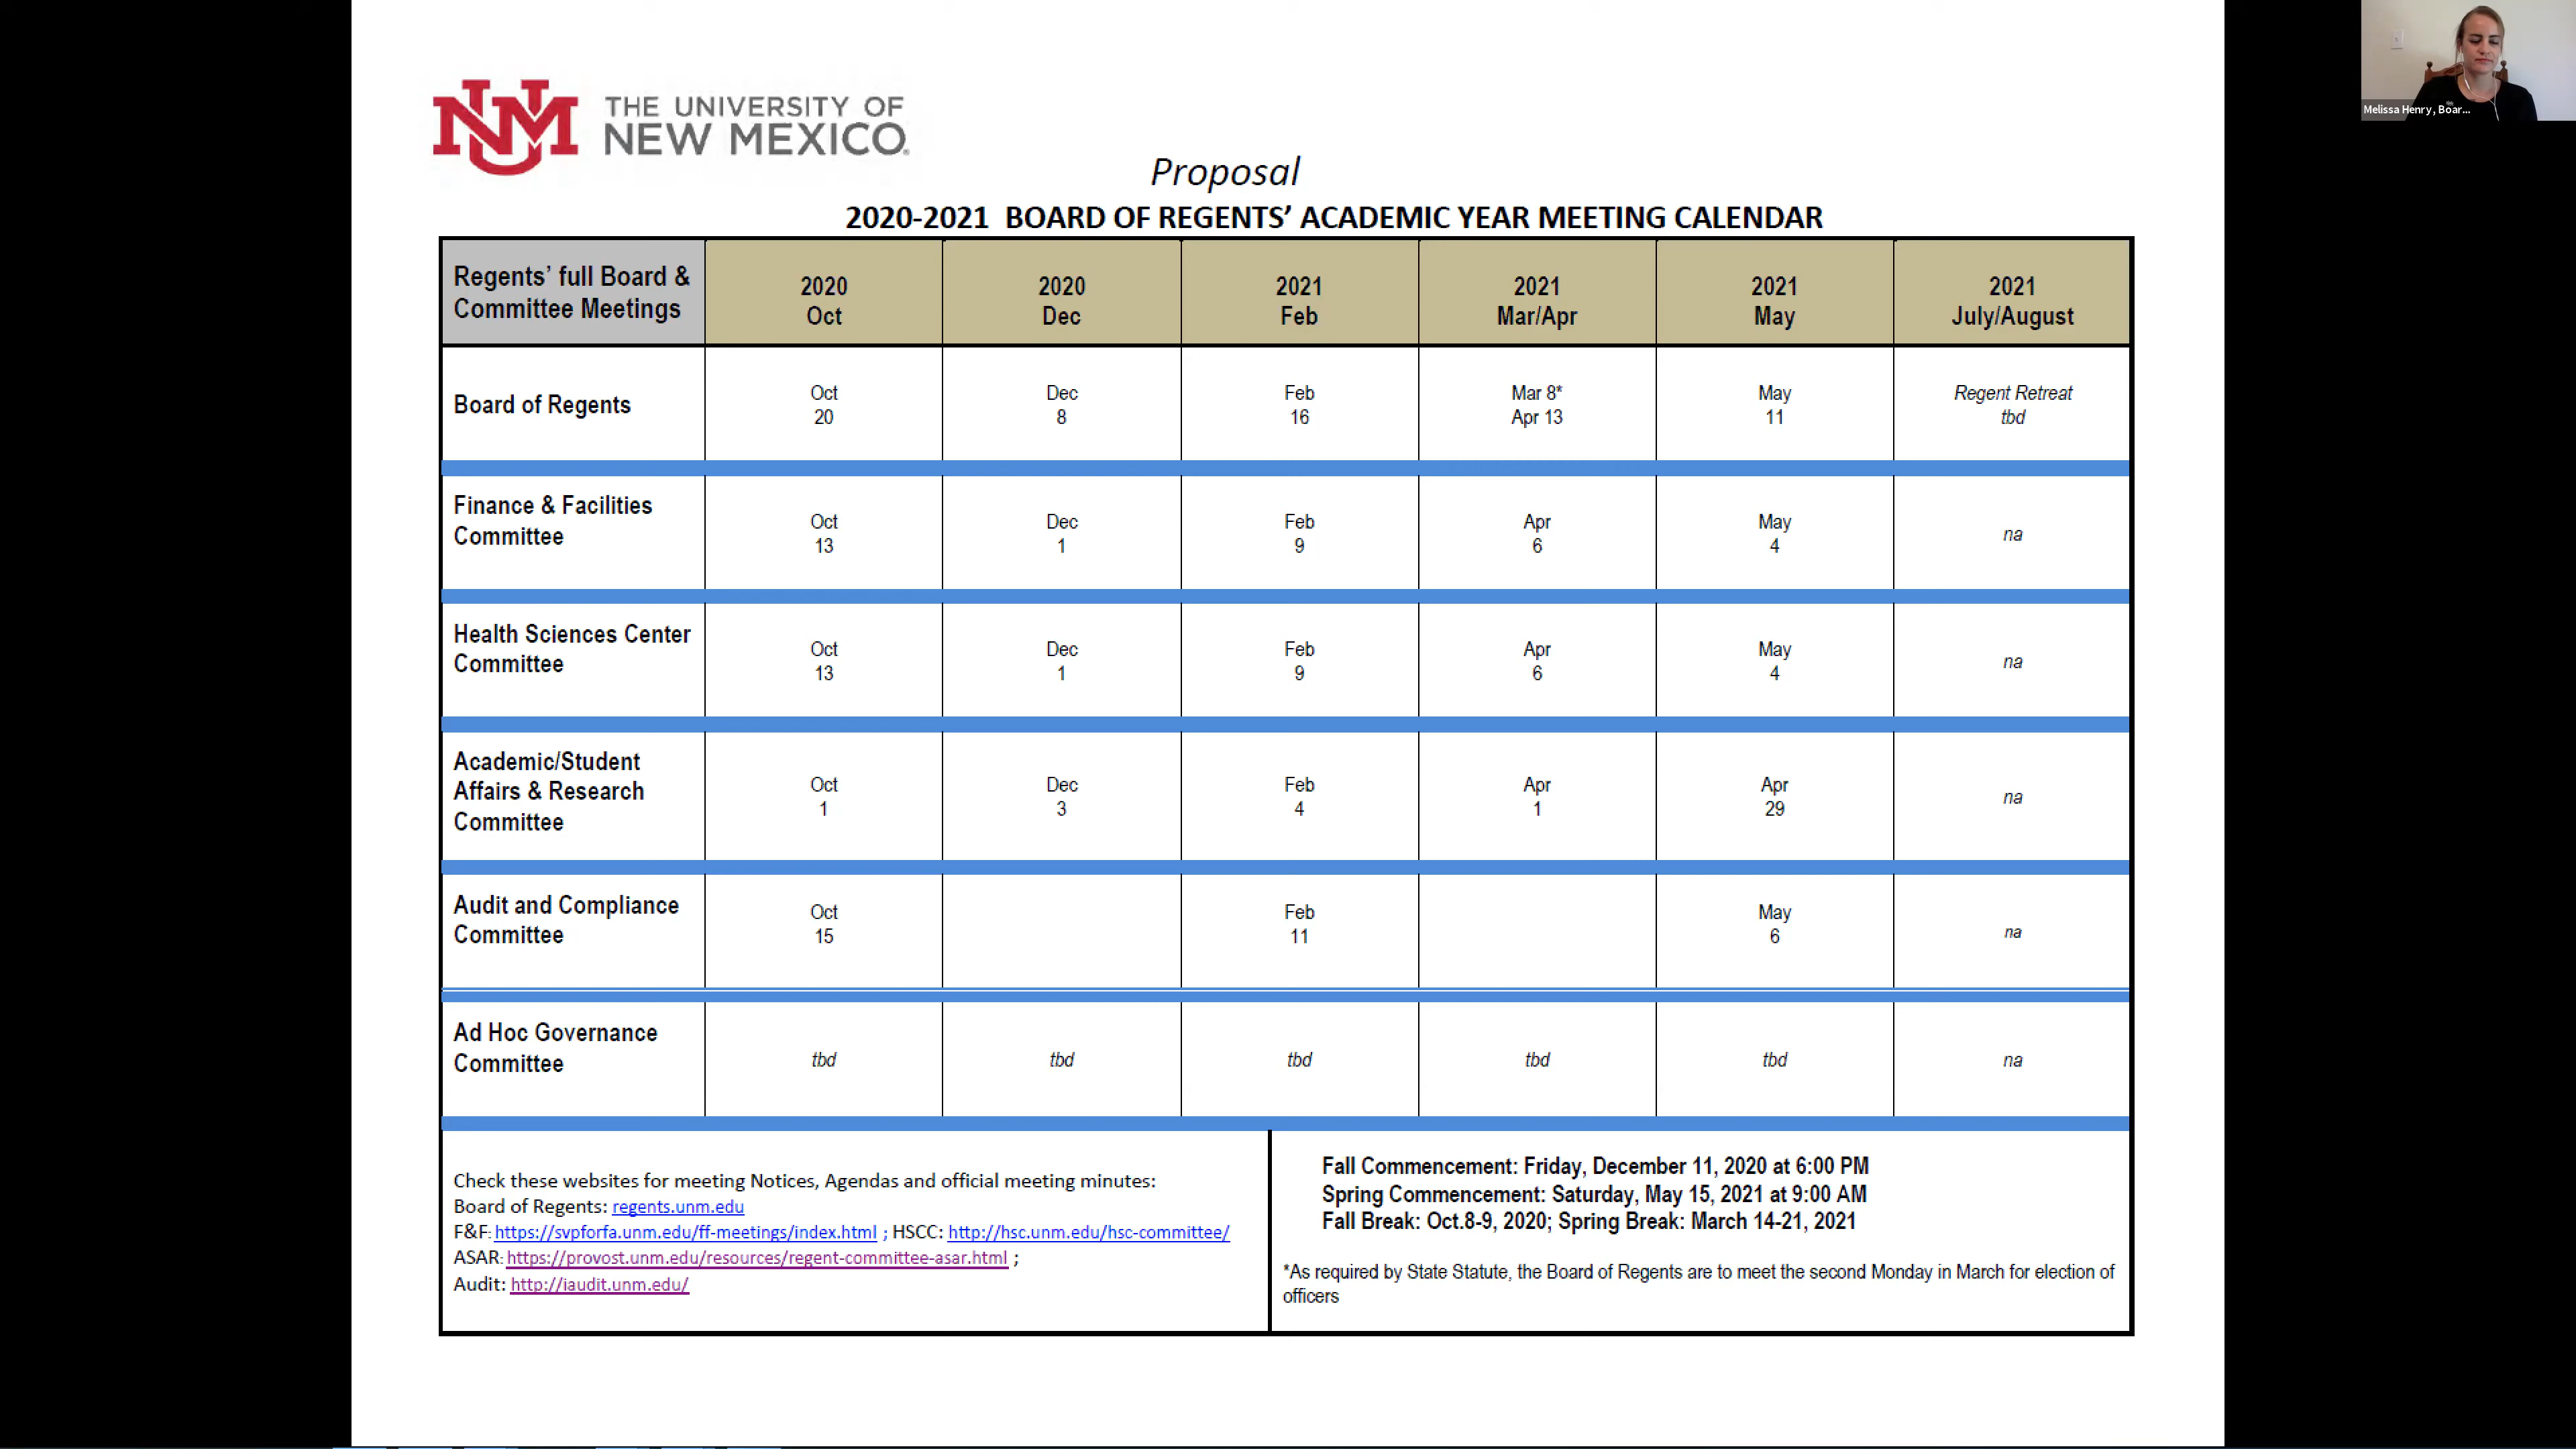 UNM
THE UNIVERSITY OF
NEW MEXICO.
Melissa Henry, Boar...
Proposal
2020-2021 BOARD OF REGENTS’ ACADEMIC YEAR MEETING CALENDAR
Regents’ full Board &
Committee Meetings
2020
Oct
2020
Dec
2021
Feb
2021
Mar/Apr
2021
May
2021
July/August
Board of Regents
Oct
20
Dec
8
Feb
16
Mar 8*
Apr 13
May
11
Regent Retreat
tbd
Finance & Facilities
Committee
Oct
13
Dec
1
Feb
9
Apr
6
May
4
na
Health Sciences Center
Committee
Oct
13
Dec
1
Feb
9
Apr
6
May
4
na
Academic/Student
Affairs & Research
Committee
Oct
1
Dec
3
Feb
4
Apr
1
Apr
29
na
Audit and Compliance
Committee
Oct
15
Feb
11
May
6
na
Ad Hoc Governance
Committee
tbd
tbd
tbd
tbd
tbd
na
Check these websites for meeting Notices, Agendas and official meeting minutes:
Board of Regents: regents.unm.edu
F&F: https://svpforfa.unm.edu/ff-meetings/index.html ; HSCC: http://hsc.unm.edu/hsc-committee/
ASAR: https://provost.unm.edu/resources/regent-committee-asar.html ;
Audit: http://iaudit.unm.edu/
Fall Commencement: Friday, December 11, 2020 at 6:00 PM
Spring Commencement: Saturday, May 15, 2021 at 9:00 AM
Fall Break: Oct.8-9, 2020; Spring Break: March 14-21, 2021
*As required by State Statute, the Board of Regents are to meet the second Monday in March for election of
officers